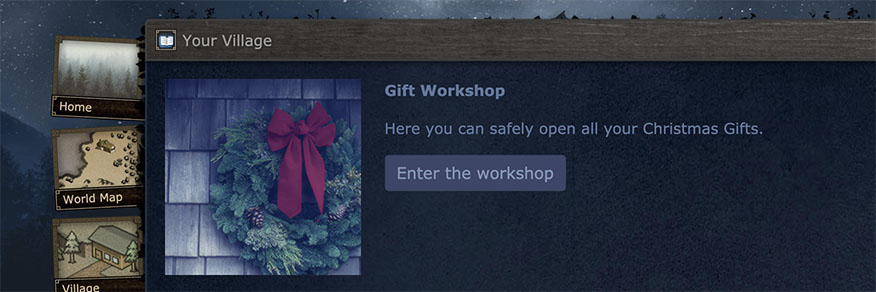 Your Village
Home
World Map
Village
Gift Workshop
Here you can safely open all your Christmas Gifts.
Enter the workshop